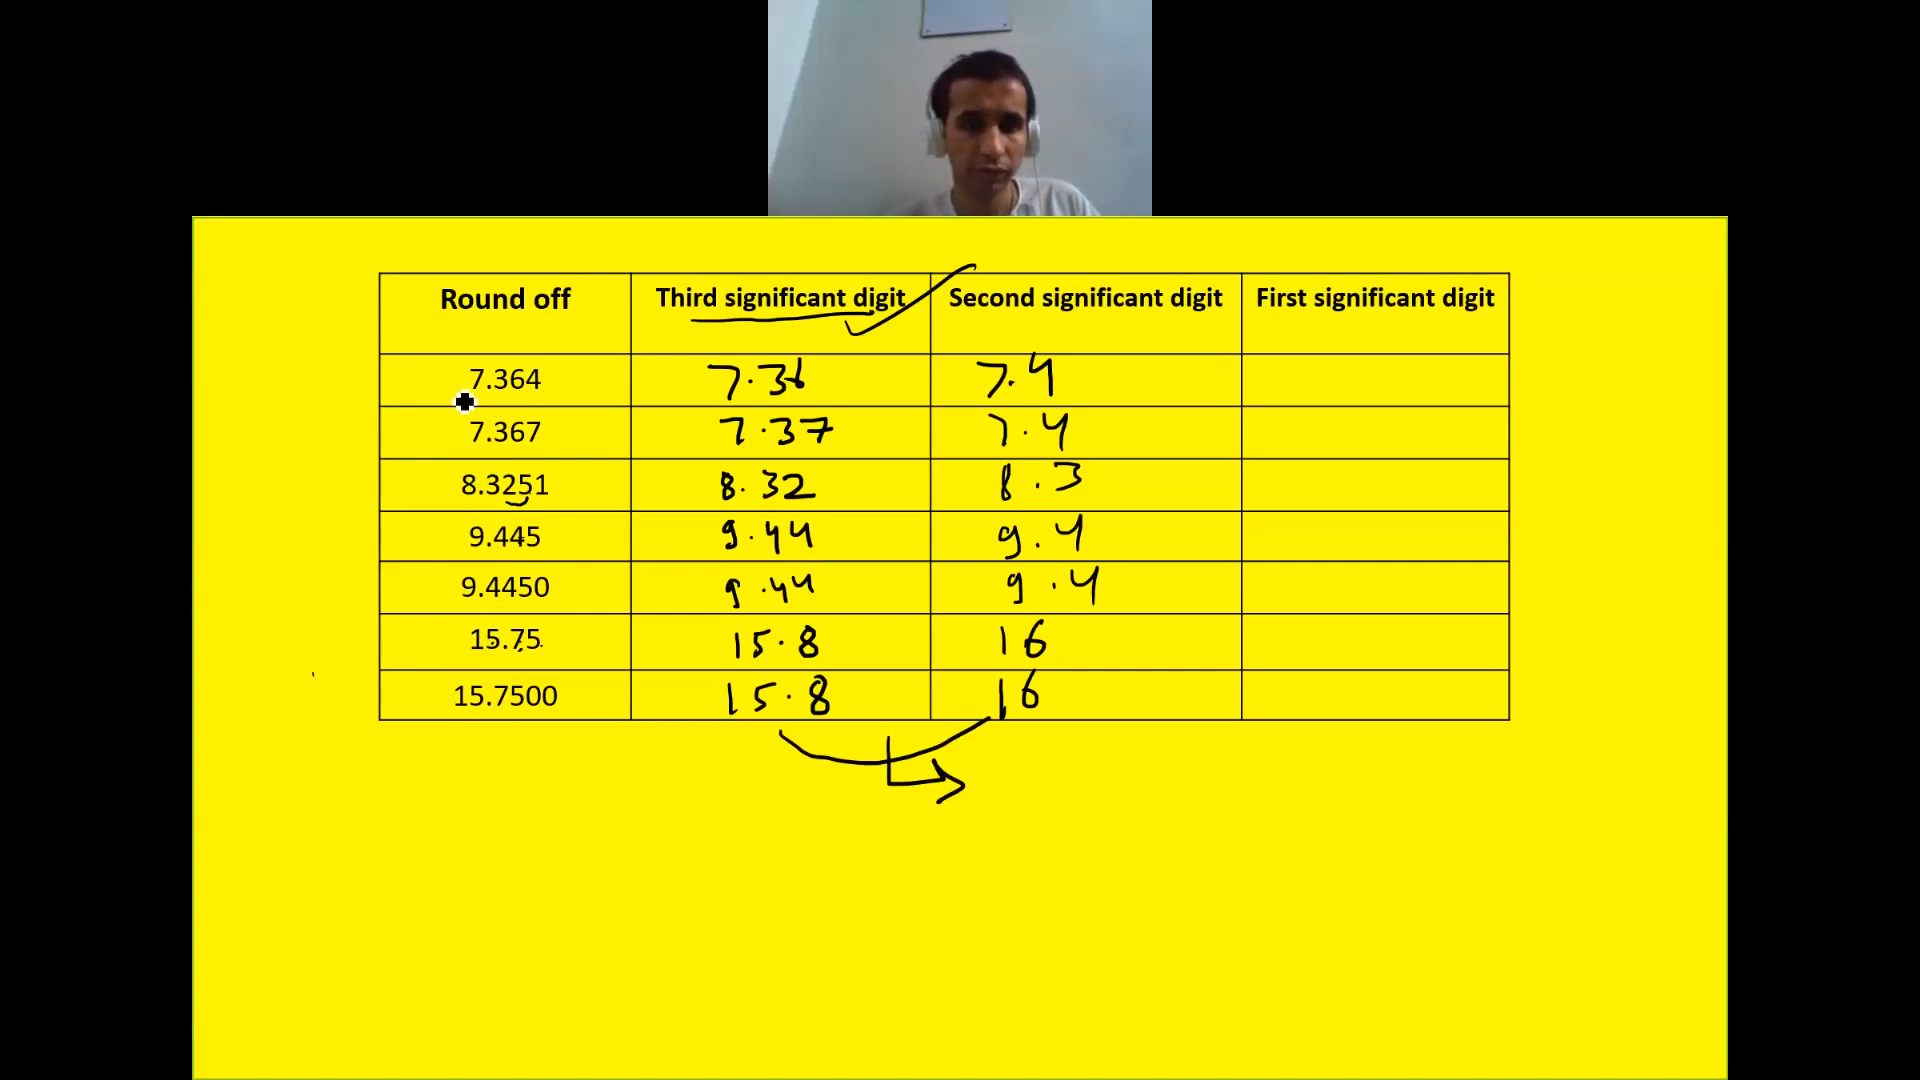 Round off Third significant digit Second significant digit First significant digit
7.364 7.36 7.4
7.367 7.37 7.4
8.3251 8.32 8.3
9.445 9.44 9.4
9.4450 9.44 9.4
15.75 15.8 16
15.7500 15.8 16